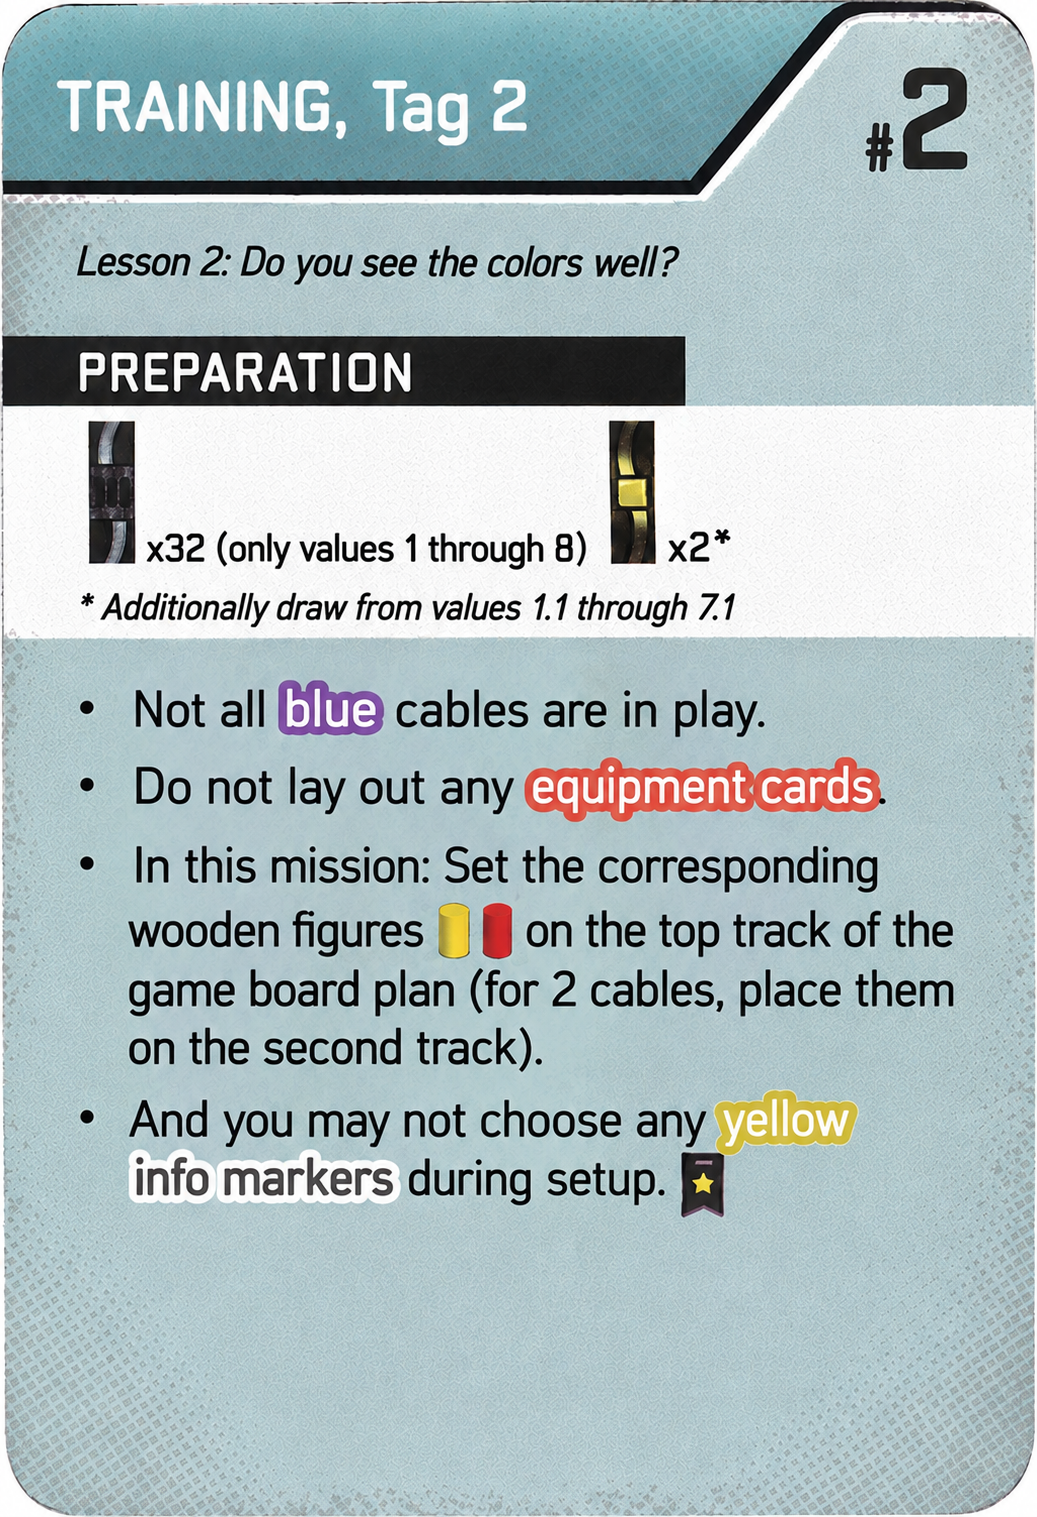 TRAINING, Tag 2
#2
Lesson 2: Do you see the colors well?
PREPARATION
x32 (only values 1 through 8) x2*
* Additionally draw from values 1.1 through 7.1
• Not all blue cables are in play.
• Do not lay out any equipment cards.
• In this mission: Set the corresponding
wooden figures on the top track of the
game board plan (for 2 cables, place them
on the second track).
• And you may not choose any yellow
info markers during setup.